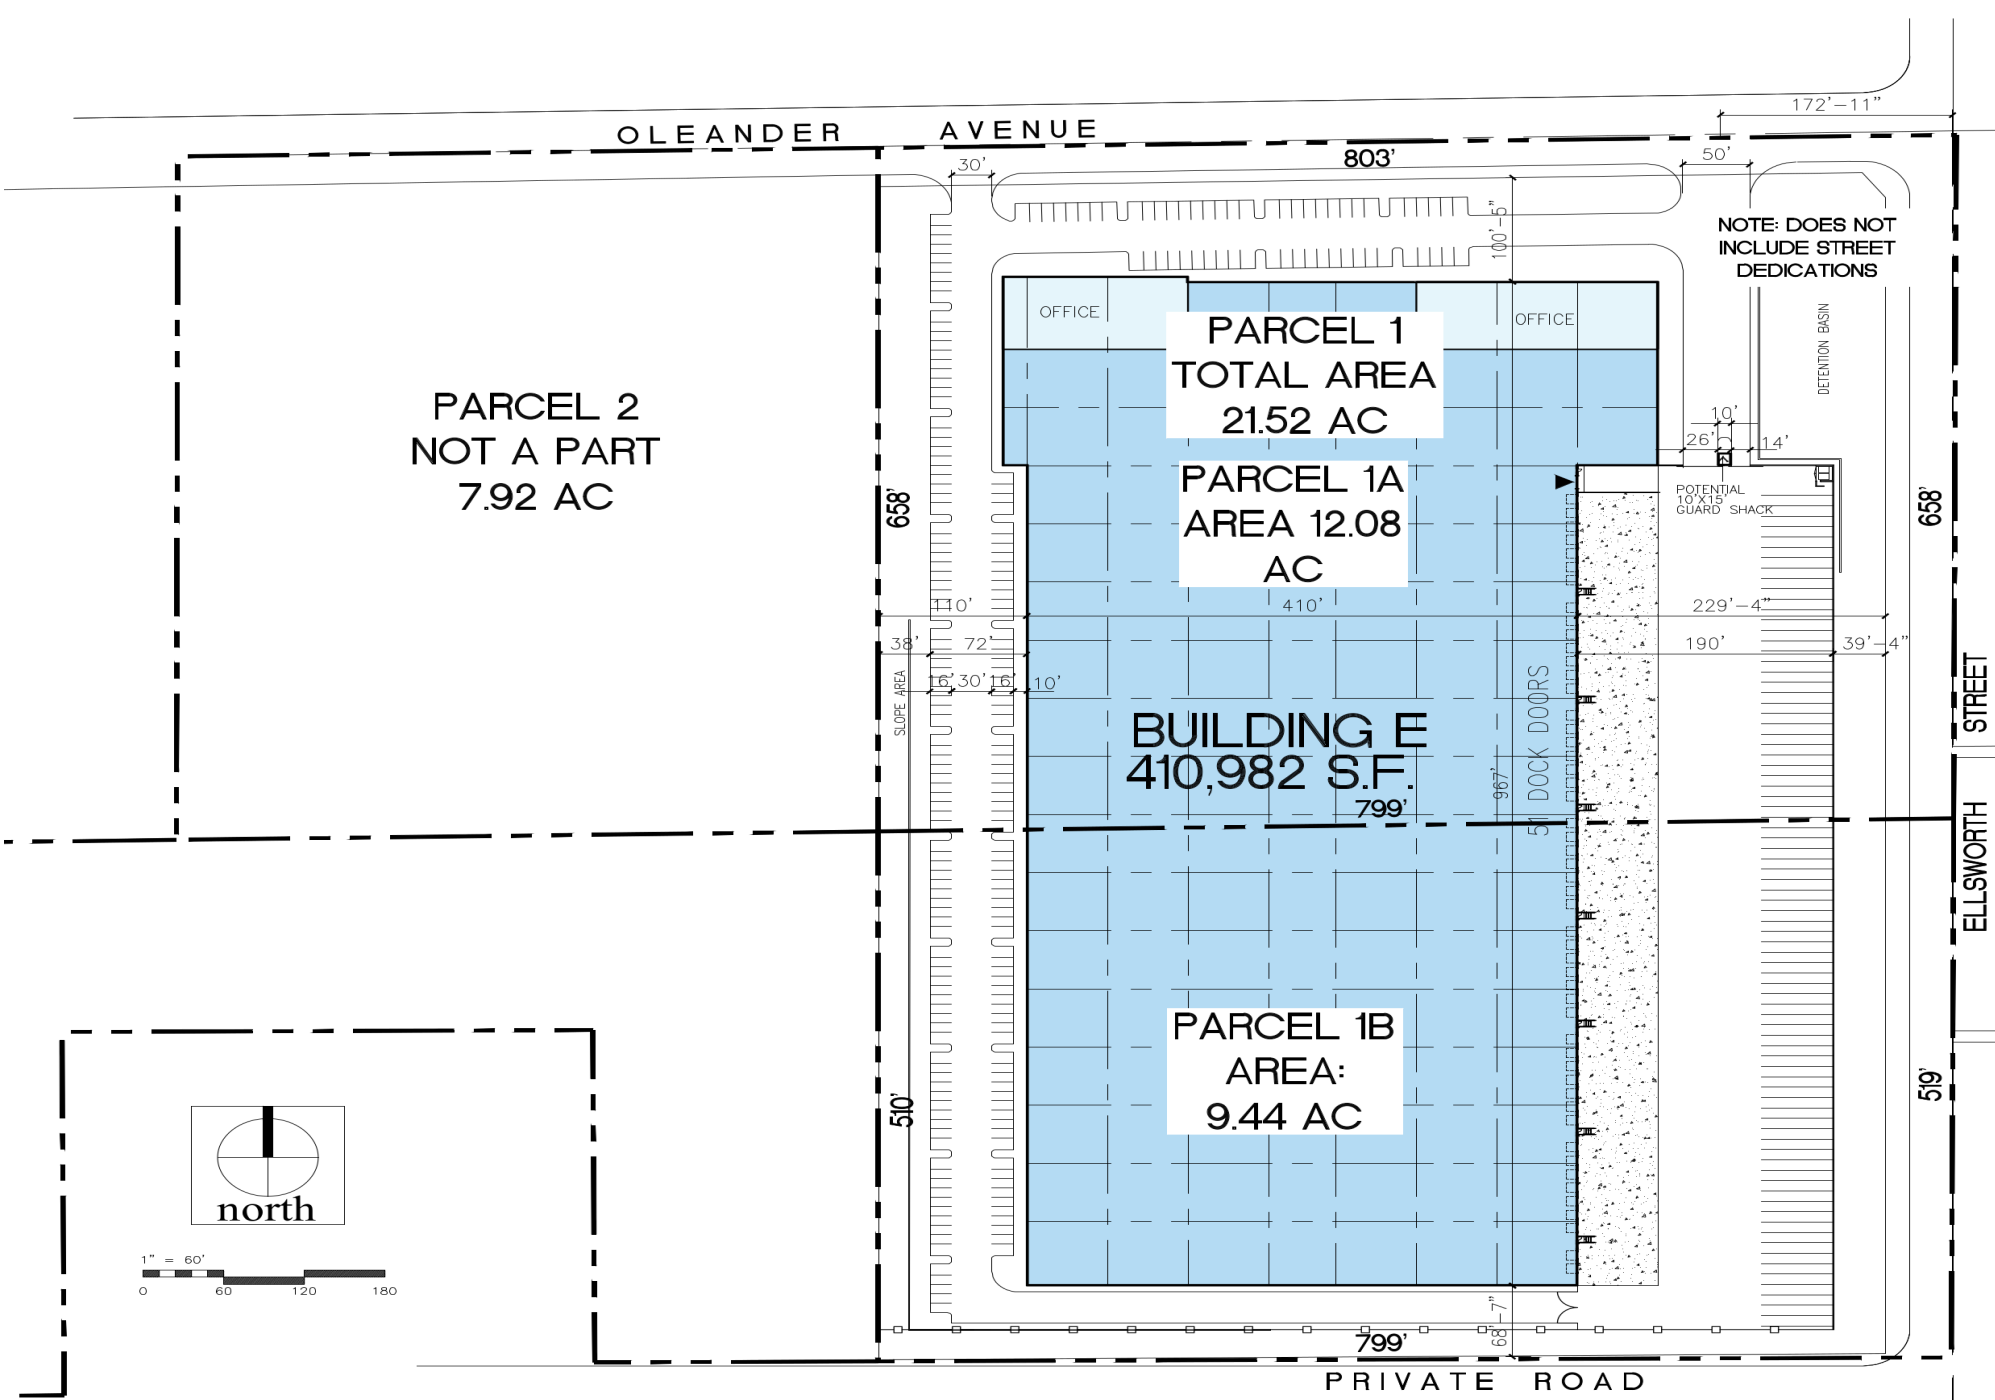 172'-11"
OLEANDER AVENUE
803'
30'
50'
100'-5"
NOTE: DOES NOT
INCLUDE STREET
DEDICATIONS
OFFICE
OFFICE
DETENTION BASIN
PARCEL 1
TOTAL AREA
21.52 AC
PARCEL 2
NOT A PART
7.92 AC
10'
26'
14'
PARCEL 1A
AREA 12.08
AC
POTENTIAL
10'X15'
GUARD SHACK
658'
658'
110'
410'
229'-4"
38'
72'
190'
39'-4"
16'
30'
16'
10'
SLOPE AREA
51 DOCK DOORS
BUILDING E
410,982 S.F.
967'
799'
ELLSWORTH STREET
PARCEL 1B
AREA:
9.44 AC
510'
519'
north
1" = 60'
0 60 120 180
68'-7"
799'
PRIVATE ROAD